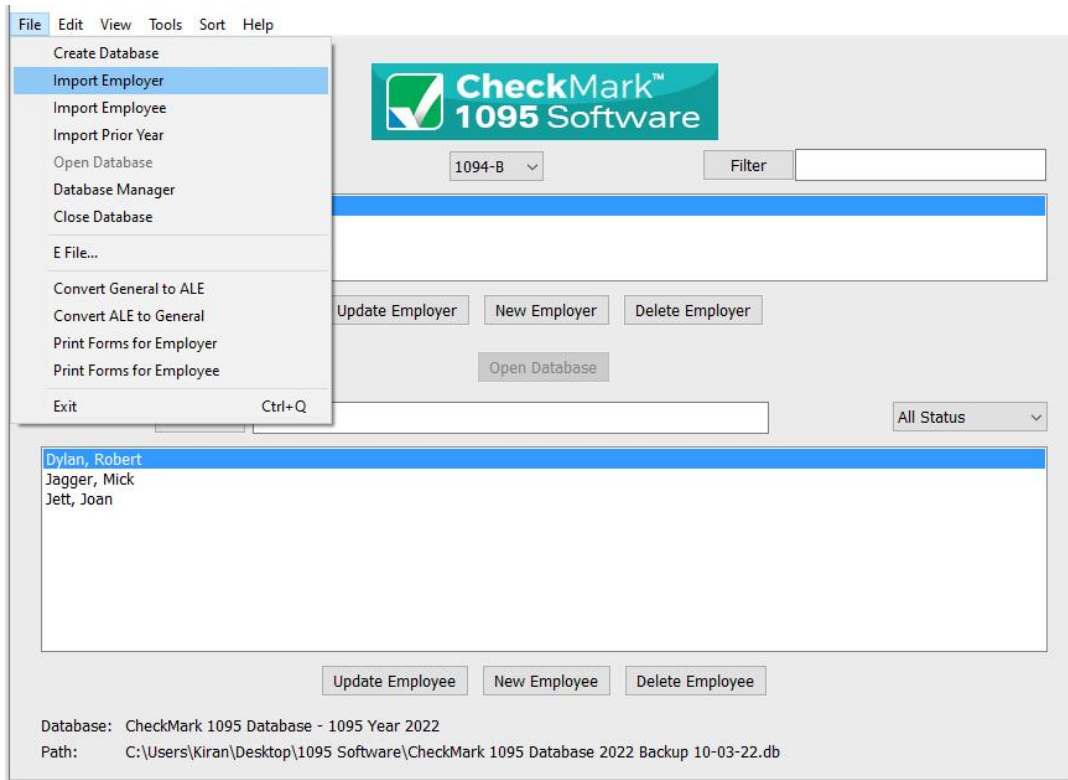 File Edit View Tools Sort Help
Create Database
Import Employer
Import Employee
Import Prior Year
Open Database
Database Manager
Close Database
E File...
Convert General to ALE
Convert ALE to General
Print Forms for Employer
Print Forms for Employee
Exit Ctrl+Q
CheckMark™
1095 Software
1094-B Filter
Update Employer New Employer Delete Employer
Open Database
All Status
Dylan, Robert
Jagger, Mick
Jett, Joan
Update Employee New Employee Delete Employee
Database: CheckMark 1095 Database - 1095 Year 2022
Path: C:\Users\Kiran\Desktop\1095 Software\CheckMark 1095 Database 2022 Backup 10-03-22.db